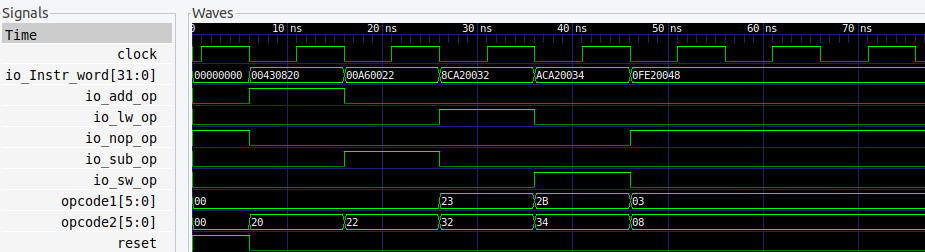 Signals Waves
Time 0 10 ns 20 ns 30 ns 40 ns 50 ns 60 ns 70 ns
clock
io_Instr_word[31:0] 00000000 00430820 00A60022 8CA20032 ACA20034 0FE20048
io_add_op
io_lw_op
io_nop_op
io_sub_op
io_sw_op
opcode1[5:0] 00 23 2B 03
opcode2[5:0] 00 20 22 32 34 08
reset